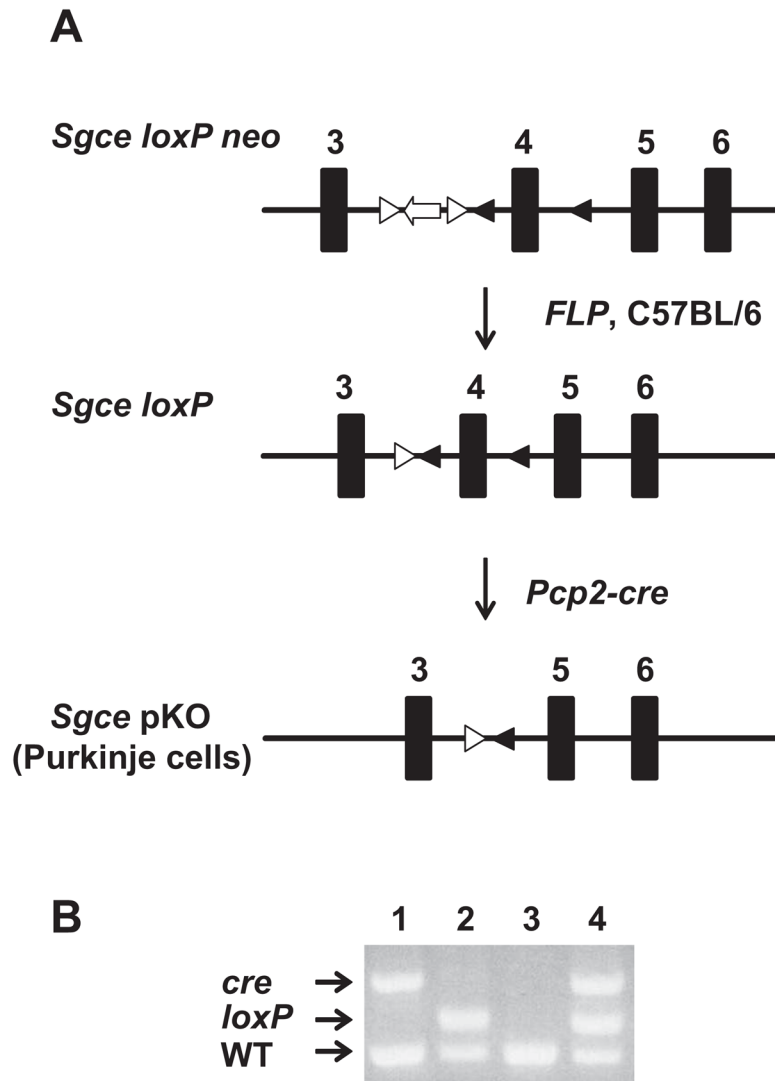 A
Sgce loxP neo 3 4 5 6
FLP, C57BL/6
Sgce loxP 3 4 5 6
Pcp2-cre
3 5 6
Sgce pKO
(Purkinje cells)
B 1 2 3 4
cre
loxP
WT